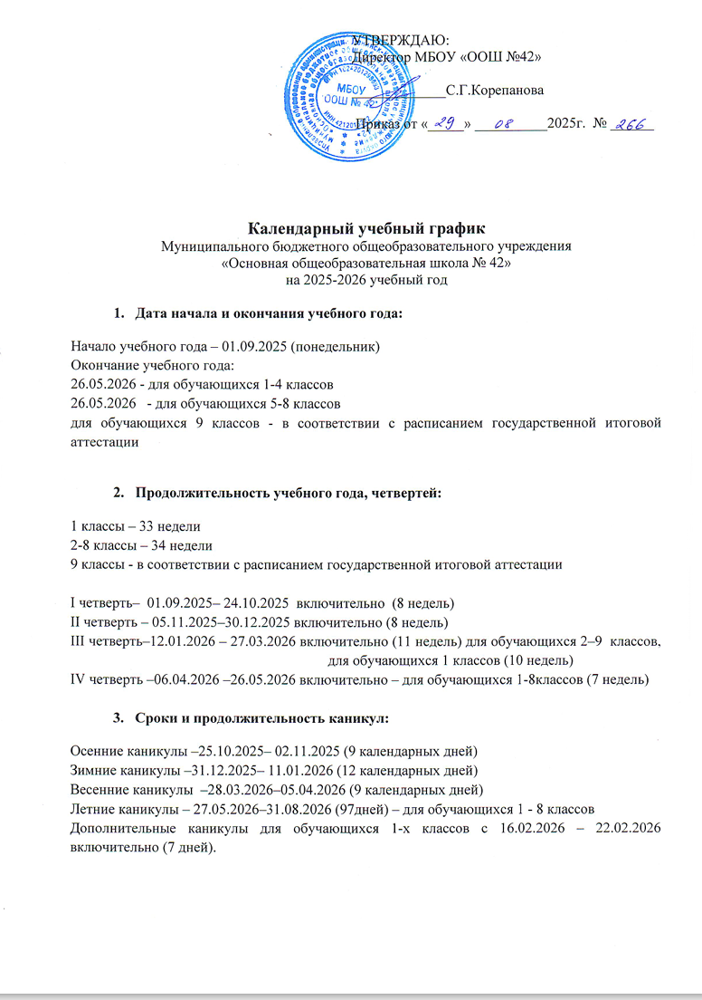 УТВЕРЖДАЮ:
Директор МБОУ «ООШ №42»
С.Г.Корепанова
Приказ от «29» 08 2025г. № 266
МБОУ
ООШ № 42
Календарный учебный график
Муниципального бюджетного общеобразовательного учреждения
«Основная общеобразовательная школа № 42»
на 2025-2026 учебный год
1. Дата начала и окончания учебного года:
Начало учебного года – 01.09.2025 (понедельник)
Окончание учебного года:
26.05.2026 - для обучающихся 1-4 классов
26.05.2026 - для обучающихся 5-8 классов
для обучающихся 9 классов - в соответствии с расписанием государственной итоговой
аттестации
2. Продолжительность учебного года, четвертей:
1 классы – 33 недели
2-8 классы – 34 недели
9 классы - в соответствии с расписанием государственной итоговой аттестации
I четверть– 01.09.2025– 24.10.2025 включительно (8 недель)
II четверть – 05.11.2025–30.12.2025 включительно (8 недель)
III четверть–12.01.2026 – 27.03.2026 включительно (11 недель) для обучающихся 2–9 классов,
для обучающихся 1 классов (10 недель)
IV четверть –06.04.2026 –26.05.2026 включительно – для обучающихся 1-8классов (7 недель)
3. Сроки и продолжительность каникул:
Осенние каникулы –25.10.2025– 02.11.2025 (9 календарных дней)
Зимние каникулы –31.12.2025– 11.01.2026 (12 календарных дней)
Весенние каникулы –28.03.2026–05.04.2026 (9 календарных дней)
Летние каникулы – 27.05.2026–31.08.2026 (97дней) – для обучающихся 1 - 8 классов
Дополнительные каникулы для обучающихся 1-х классов с 16.02.2026 – 22.02.2026
включительно (7 дней).